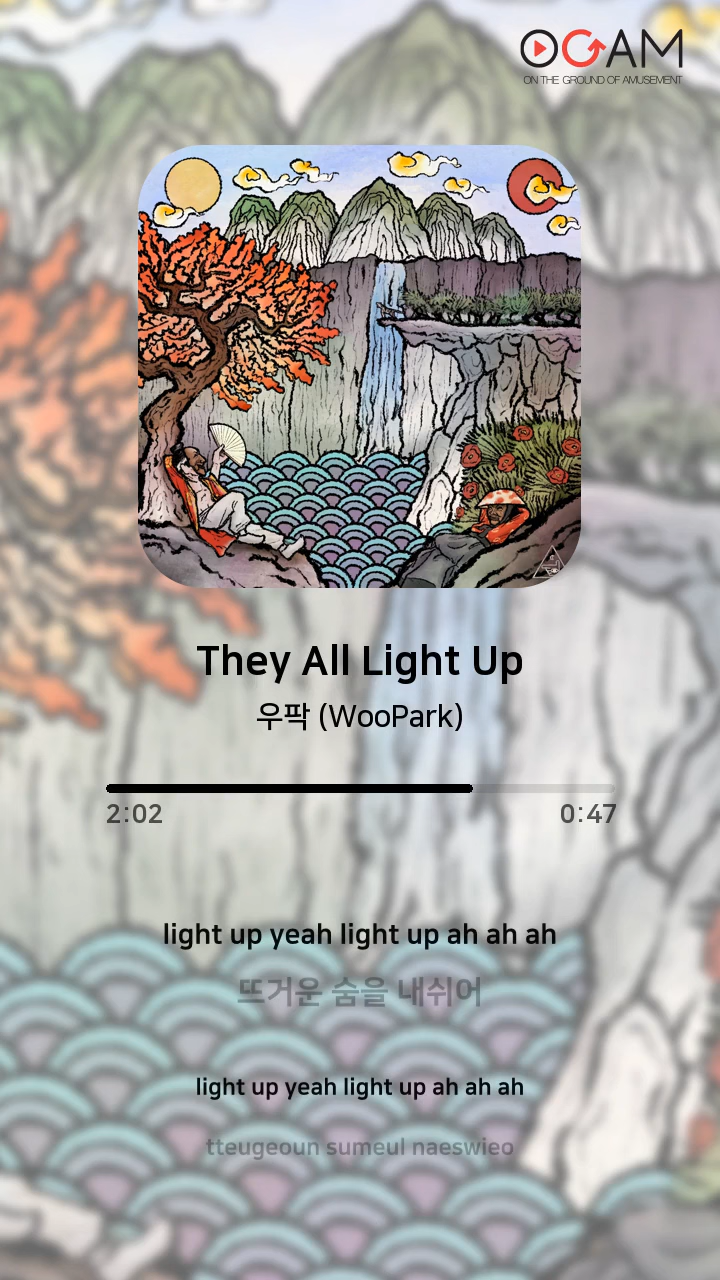 OGAM
ON THE GROUND OF AMUSEMENT
They All Light Up
우팍 (WooPark)
2:02
0:47
light up yeah light up ah ah ah
뜨거운 숨을 내쉬어
light up yeah light up ah ah ah
tteugeoun sumeul naeswieo